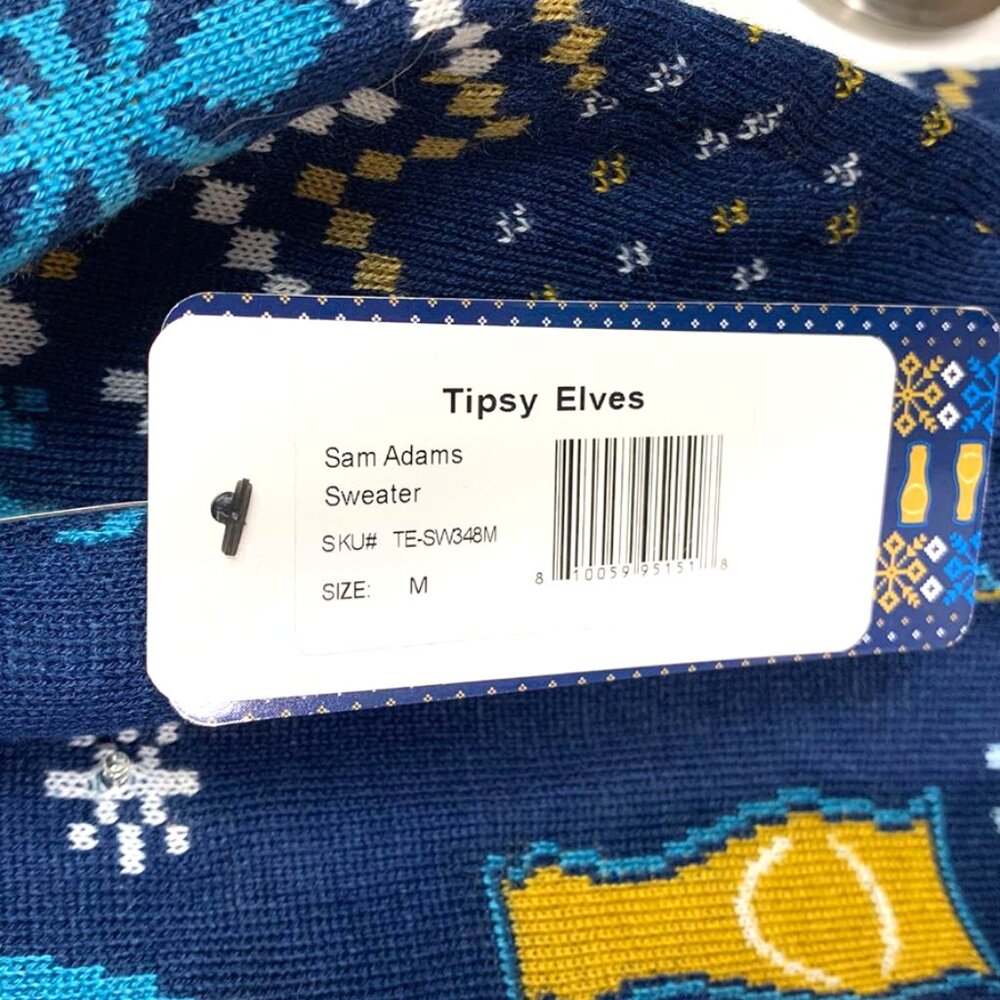 Tipsy Elves
Sam Adams
Sweater
SKU# TE-SW348M
SIZE: M
8 10059 95151 8